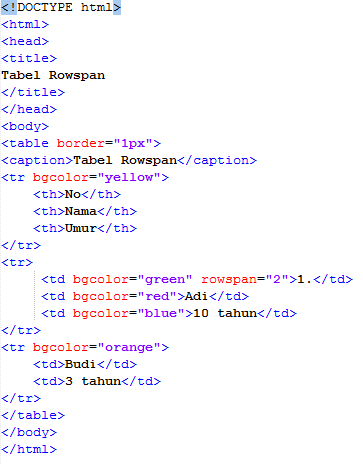 <!DOCTYPE html>
<html>
<head>
<title>
Tabel Rowspan
</title>
</head>
<body>
<table border="1px">
<caption>Tabel Rowspan</caption>
<tr bgcolor="yellow">
    <th>No</th>
    <th>Nama</th>
    <th>Umur</th>
</tr>
<tr>
     <td bgcolor="green" rowspan="2">1.</td>
     <td bgcolor="red">Adi</td>
     <td bgcolor="blue">10 tahun</td>
</tr>
<tr bgcolor="orange">
    <td>Budi</td>
    <td>3 tahun</td>
</tr>
</table>
</body>
</html>